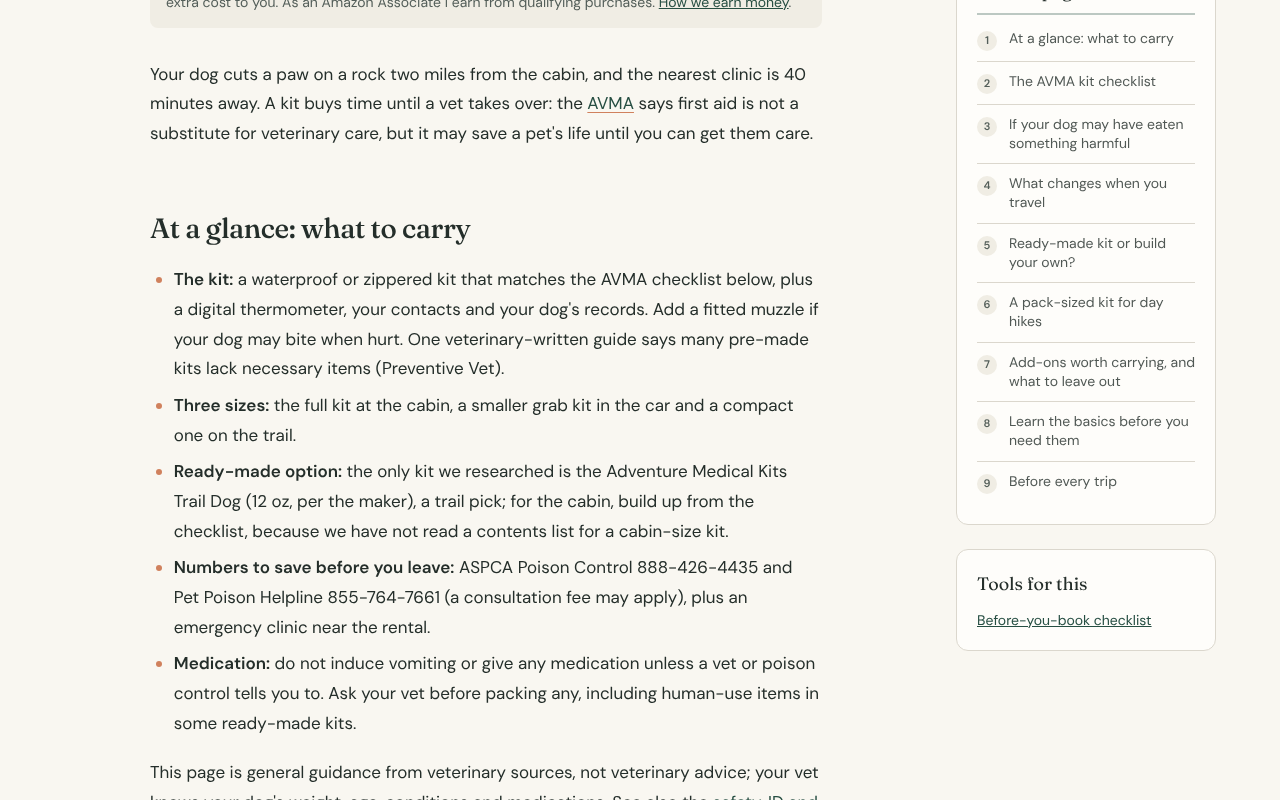 extra cost to you. As an Amazon Associate I earn from qualifying purchases. How we earn money.
Your dog cuts a paw on a rock two miles from the cabin, and the nearest clinic is 40
minutes away. A kit buys time until a vet takes over: the AVMA says first aid is not a
substitute for veterinary care, but it may save a pet's life until you can get them care.
At a glance: what to carry
The kit: a waterproof or zippered kit that matches the AVMA checklist below, plus
a digital thermometer, your contacts and your dog's records. Add a fitted muzzle if
your dog may bite when hurt. One veterinary-written guide says many pre-made
kits lack necessary items (Preventive Vet).
Three sizes: the full kit at the cabin, a smaller grab kit in the car and a compact
one on the trail.
Ready-made option: the only kit we researched is the Adventure Medical Kits
Trail Dog (12 oz, per the maker), a trail pick; for the cabin, build up from the
checklist, because we have not read a contents list for a cabin-size kit.
Numbers to save before you leave: ASPCA Poison Control 888-426-4435 and
Pet Poison Helpline 855-764-7661 (a consultation fee may apply), plus an
emergency clinic near the rental.
Medication: do not induce vomiting or give any medication unless a vet or poison
control tells you to. Ask your vet before packing any, including human-use items in
some ready-made kits.
This page is general guidance from veterinary sources, not veterinary advice; your vet
knows your dog's weight, age, conditions and medications. See also the safety, ID and
1 At a glance: what to carry
2 The AVMA kit checklist
3 If your dog may have eaten
something harmful
4 What changes when you
travel
5 Ready-made kit or build
your own?
6 A pack-sized kit for day
hikes
7 Add-ons worth carrying, and
what to leave out
8 Learn the basics before you
need them
9 Before every trip
Tools for this
Before-you-book checklist